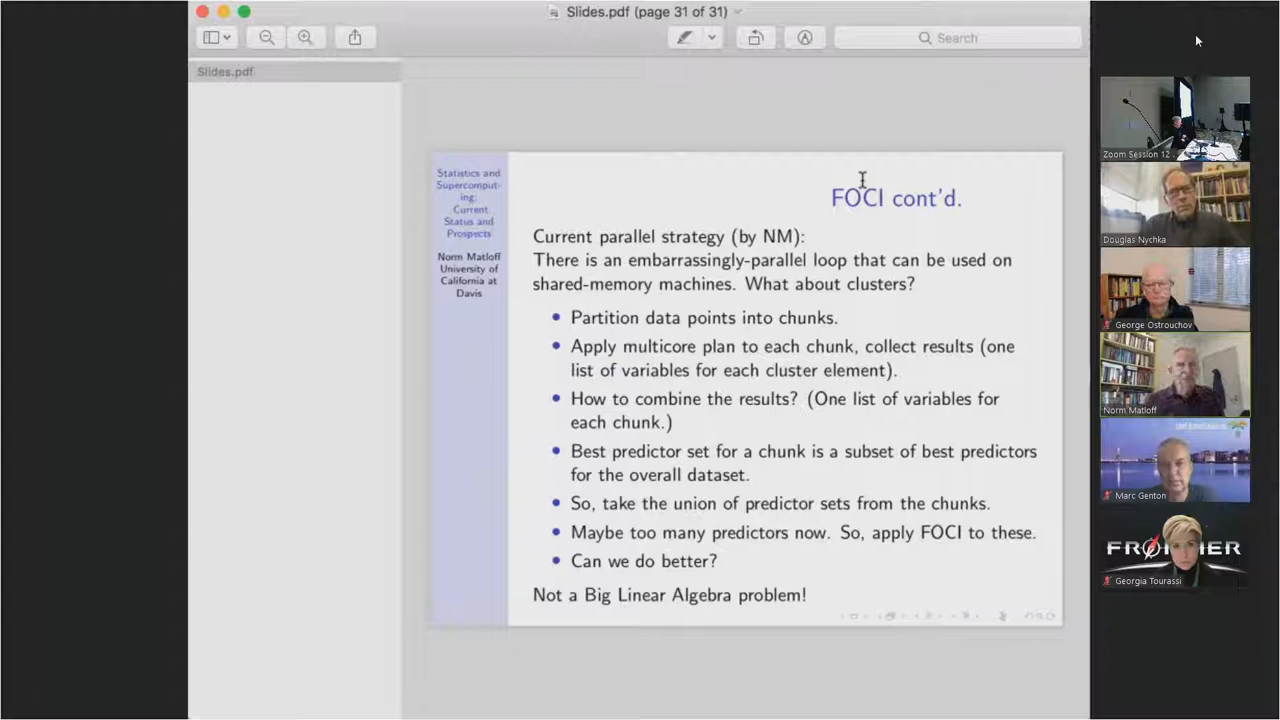 Slides.pdf (page 31 of 31)
Search
Slides.pdf
Statistics and
Supercomput-
ing:
Current
Status and
Prospects
Norm Matloff
University of
California at
Davis
FOCI cont'd.
Current parallel strategy (by NM):
There is an embarrassingly-parallel loop that can be used on
shared-memory machines. What about clusters?
Partition data points into chunks.
Apply multicore plan to each chunk, collect results (one
list of variables for each cluster element).
How to combine the results? (One list of variables for
each chunk.)
Best predictor set for a chunk is a subset of best predictors
for the overall dataset.
So, take the union of predictor sets from the chunks.
Maybe too many predictors now. So, apply FOCI to these.
Can we do better?
Not a Big Linear Algebra problem!
Zoom Session 12
Douglas Nychka
George Ostrouchov
Norm Matloff
Marc Genton
FRONTIER
Georgia Tourassi